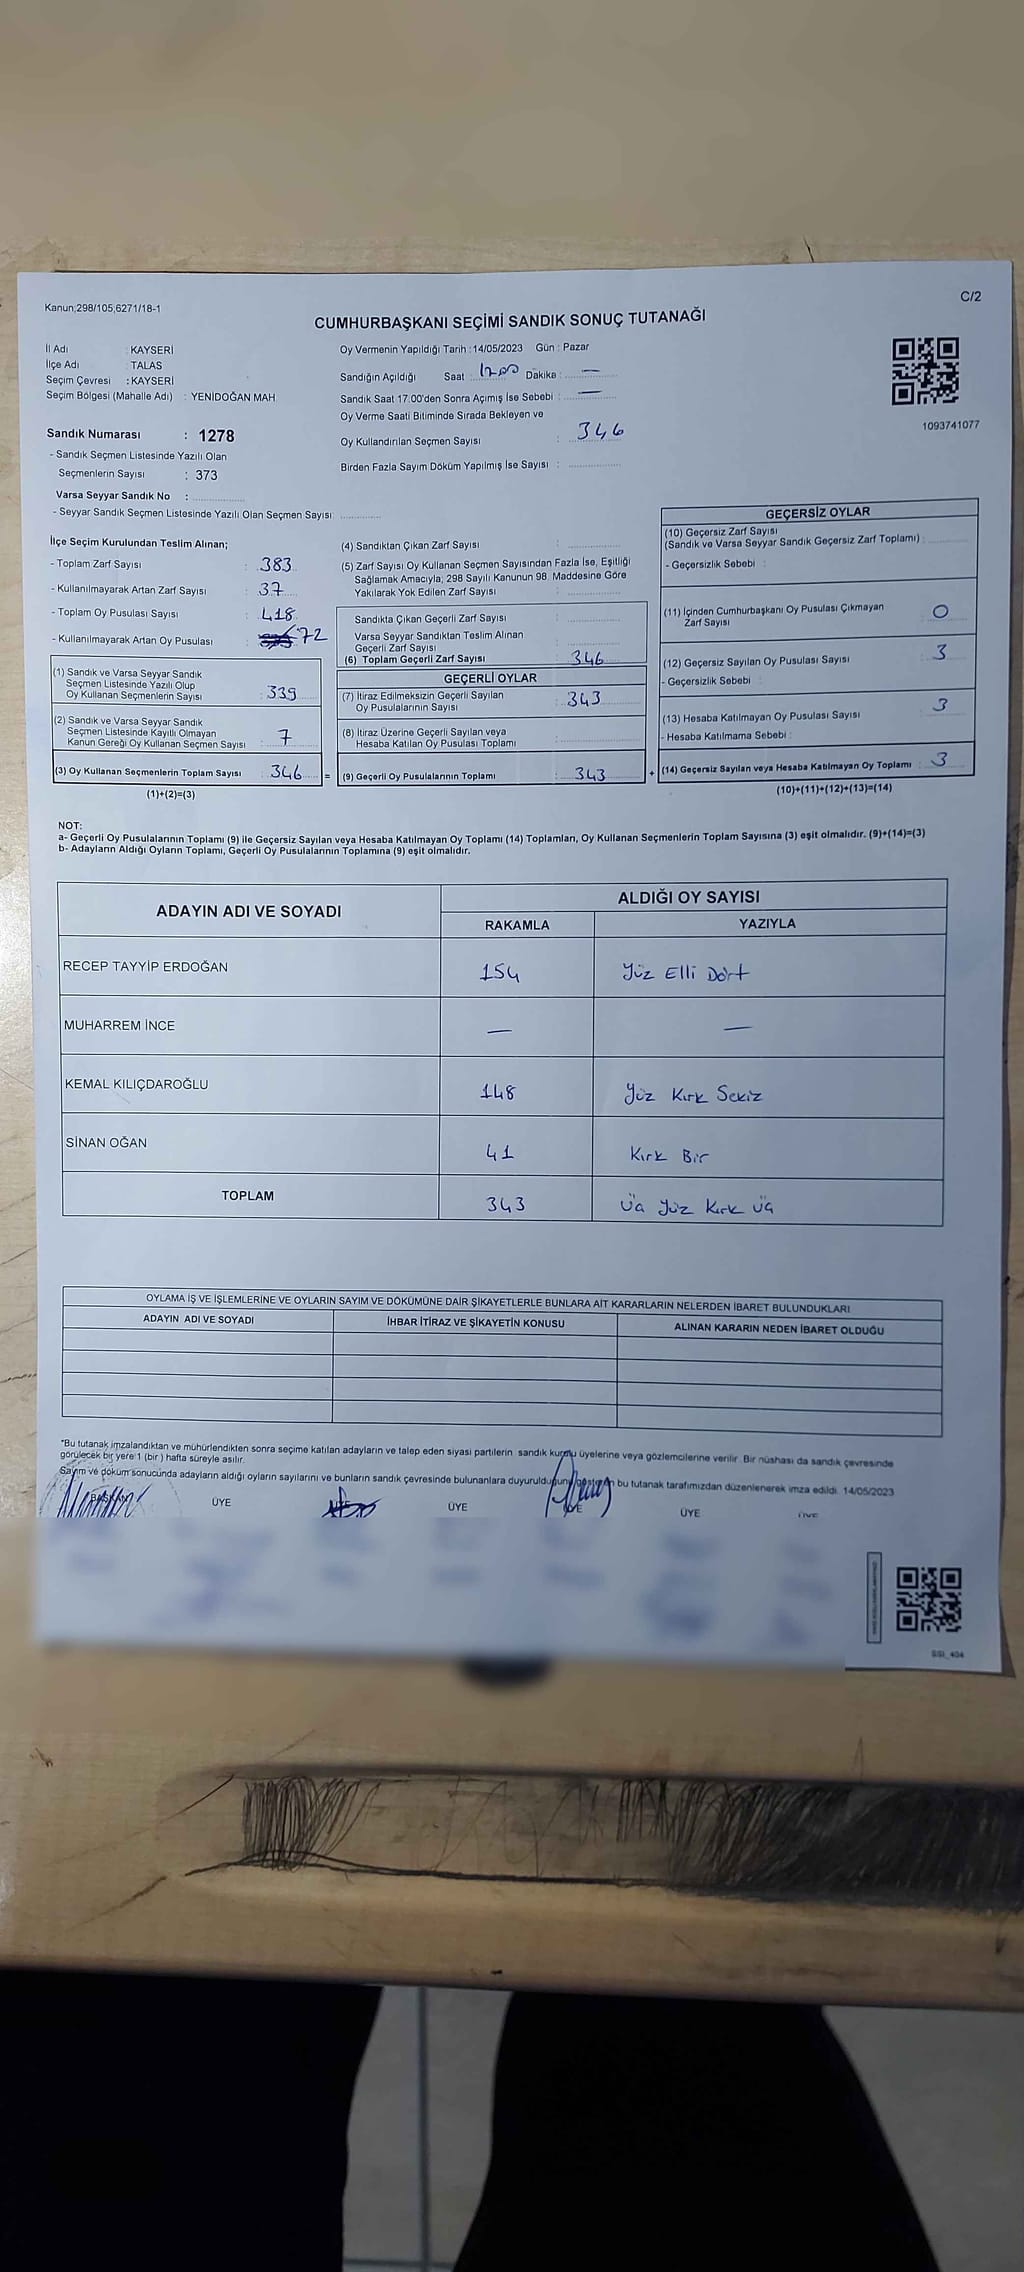 Kanun;298/105;6271/18-1
C/2
CUMHURBAŞKANI SEÇİMİ SANDIK SONUÇ TUTANAĞI
İl Adı : KAYSERİ
İlçe Adı : TALAS
Seçim Çevresi : KAYSERİ
Seçim Bölgesi (Mahalle Adı) : YENİDOĞAN MAH.
Sandık Numarası : 1278
- Sandık Seçmen Listesinde Yazılı Olan
Seçmenlerin Sayısı : 373
Varsa Seyyar Sandık No :
- Seyyar Sandık Seçmen Listesinde Yazılı Olan Seçmen Sayısı :
Oy Vermenin Yapıldığı Tarih : 14/05/2023 Gün : Pazar
Sandığın Açıldığı Saat : 1700 Dakika : —
Sandık Saat 17.00'den Sonra Açımış İse Sebebi : —
Oy Verme Saati Bitiminde Sırada Bekleyen ve
Oy Kullandırılan Seçmen Sayısı : 346
Birden Fazla Sayım Döküm Yapılmış İse Sayısı :
1093741077
İlçe Seçim Kurulundan Teslim Alınan;
- Toplam Zarf Sayısı : 383
- Kullanılmayarak Artan Zarf Sayısı : 37
- Toplam Oy Pusulası Sayısı : 418
- Kullanılmayarak Artan Oy Pusulası : 72
(1) Sandık ve Varsa Seyyar Sandık
Seçmen Listesinde Yazılı Olup
Oy Kullanan Seçmenlerin Sayısı : 339
(2) Sandık ve Varsa Seyyar Sandık
Seçmen Listesinde Kayıtlı Olmayan
Kanun Gereği Oy Kullanan Seçmen Sayısı : 7
(3) Oy Kullanan Seçmenlerin Toplam Sayısı : 346 =
(1)+(2)=(3)
(4) Sandıktan Çıkan Zarf Sayısı :
(5) Zarf Sayısı Oy Kullanan Seçmen Sayısından Fazla İse, Eşitliği
Sağlamak Amacıyla; 298 Sayılı Kanunun 98. Maddesine Göre
Yakılarak Yok Edilen Zarf Sayısı :
Sandıkta Çıkan Geçerli Zarf Sayısı :
Varsa Seyyar Sandıktan Teslim Alınan
Geçerli Zarf Sayısı :
(6) Toplam Geçerli Zarf Sayısı : 346
GEÇERLİ OYLAR
(7) İtiraz Edilmeksizin Geçerli Sayılan
Oy Pusulalarının Sayısı : 343
(8) İtiraz Üzerine Geçerli Sayılan veya
Hesaba Katılan Oy Pusulası Toplamı :
(9) Geçerli Oy Pusulalarının Toplamı : 343 +
GEÇERSİZ OYLAR
(10) Geçersiz Zarf Sayısı
(Sandık ve Varsa Seyyar Sandık Geçersiz Zarf Toplamı) :
- Geçersizlik Sebebi :
(11) İçinden Cumhurbaşkanı Oy Pusulası Çıkmayan
Zarf Sayısı : 0
(12) Geçersiz Sayılan Oy Pusulası Sayısı : 3
- Geçersizlik Sebebi :
(13) Hesaba Katılmayan Oy Pusulası Sayısı : 3
- Hesaba Katılmama Sebebi :
(14) Geçersiz Sayılan veya Hesaba Katılmayan Oy Toplamı : 3
(10)+(11)+(12)+(13)=(14)
NOT:
a- Geçerli Oy Pusulalarının Toplamı (9) ile Geçersiz Sayılan veya Hesaba Katılmayan Oy Toplamı (14) Toplamları, Oy Kullanan Seçmenlerin Toplam Sayısına (3) eşit olmalıdır. (9)+(14)=(3)
b- Adayların Aldığı Oyların Toplamı, Geçerli Oy Pusulalarının Toplamına (9) eşit olmalıdır.
ADAYIN ADI VE SOYADI ALDIĞI OY SAYISI
RAKAMLA YAZIYLA
RECEP TAYYİP ERDOĞAN 154 Yüz Elli Dört
MUHARREM İNCE — —
KEMAL KILIÇDAROĞLU 148 Yüz Kırk Sekiz
SİNAN OĞAN 41 Kırk Bir
TOPLAM 343 Üç Yüz Kırk Üç
OYLAMA İŞ VE İŞLEMLERİNE VE OYLARIN SAYIM VE DÖKÜMÜNE DAİR ŞİKAYETLERLE BUNLARA AİT KARARLARIN NELERDEN İBARET BULUNDUKLARI
ADAYIN ADI VE SOYADI İHBAR İTİRAZ VE ŞİKAYETİN KONUSU ALINAN KARARIN NEDEN İBARET OLDUĞU
*Bu tutanak imzalandıktan ve mühürlendikten sonra seçime katılan adayların ve talep eden siyasi partilerin sandık kurulu üyelerine veya gözlemcilerine verilir. Bir nüshası da sandık çevresinde
görülecek bir yere 1 (bir) hafta süreyle asılır.
Sayım ve döküm sonucunda adayların aldığı oyların sayılarını ve bunların sandık çevresinde bulunanlara duyurulduğunu gösteren bu tutanak tarafımızdan düzenlenerek imza edildi. 14/05/2023
BAŞKAN ÜYE ÜYE ÜYE ÜYE ÜYE ÜYE
SSI_404